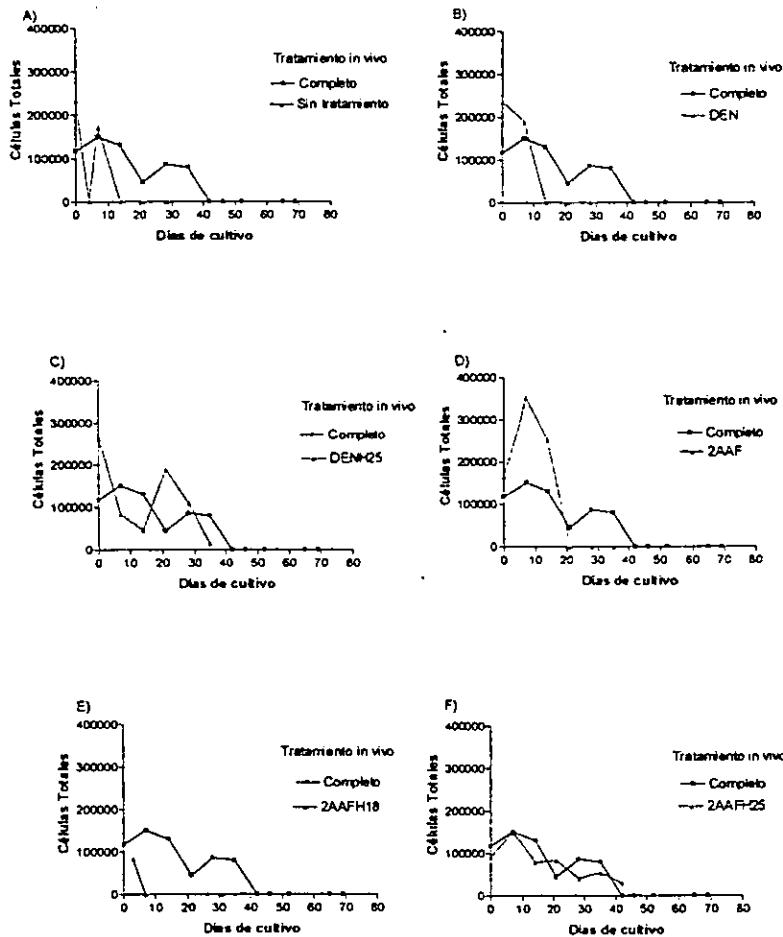 A)
400000
300000
200000
100000
0
Células Totales
0 10 20 30 40 50 60 70 80
Días de cultivo
Tratamiento in vivo
Completo
Sin tratamiento
B)
400000
300000
200000
100000
0
Células Totales
0 10 20 30 40 50 60 70 80
Días de cultivo
Tratamiento in vivo
Completo
DEN
C)
400000
300000
200000
100000
0
Células Totales
0 10 20 30 40 50 60 70 80
Días de cultivo
Tratamiento in vivo
Completo
DENH25
D)
400000
300000
200000
100000
0
Células Totales
0 10 20 30 40 50 60 70 80
Días de cultivo
Tratamiento in vivo
Completo
2AAF
E)
400000
300000
200000
100000
0
Células Totales
0 10 20 30 40 50 60 70 80
Días de cultivo
Tratamiento in vivo
Completo
2AAFH18
F)
400000
300000
200000
100000
0
Células Totales
0 10 20 30 40 50 60 70 80
Días de cultivo
Tratamiento in vivo
Completo
2AAFH25